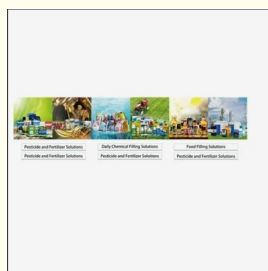 Pesticide and Fertilizer Solutions
Daily Chemical Filling Solutions
Food Filling Solutions
Pesticide and Fertilizer Solutions
Pesticide and Fertilizer Solutions
Pesticide and Fertilizer Solutions